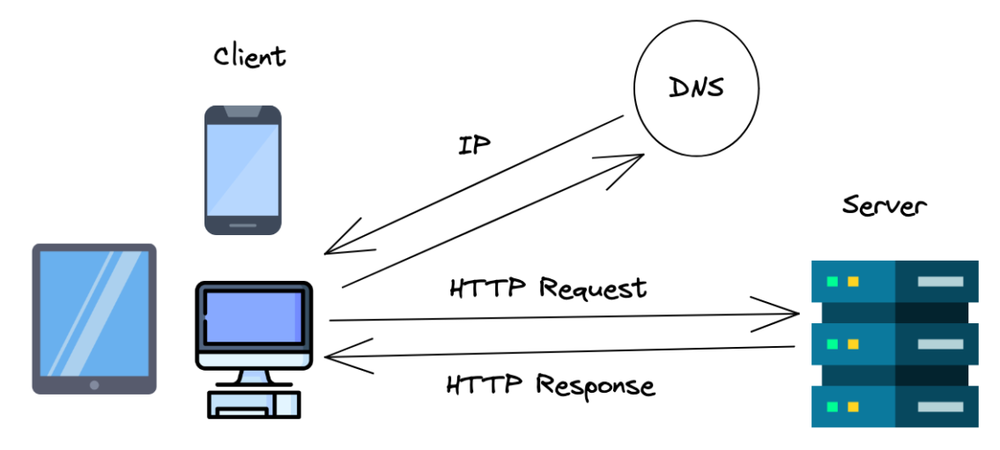 Client
DNS
IP
Server
HTTP Request
HTTP Response